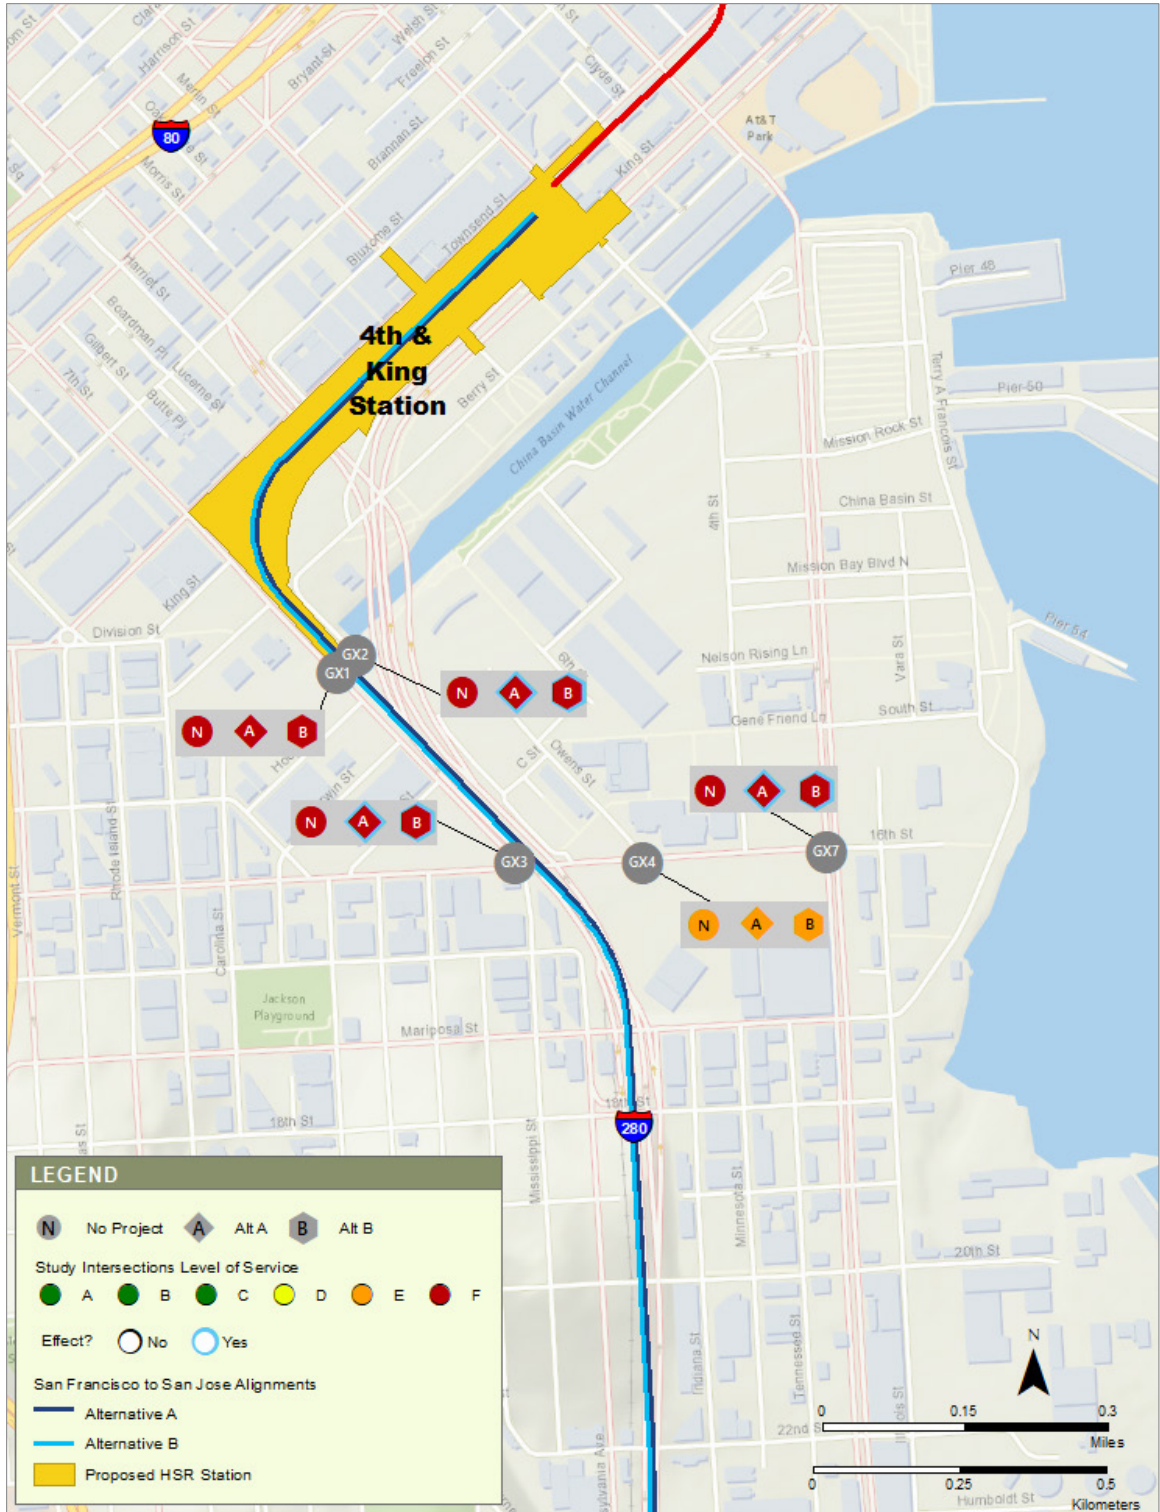 Clara
Harrison St
Welsh St
Freelon St
Bryant St
Merlin St
Clyde St
At&T
Park
80
Morris St
Brannan St
King St
Townsend St
Bluxome St
Harriet St
Pier 48
Boardman Pl
Gilbert St
Lucerne St
4th &
King
Station
7th St
Butte Pl
Berry St
China Basin Water Channel
Terry A Francois St
Pier 50
Mission Rock St
4th St
China Basin St
Mission Bay Blvd N
King St
Division St
Pier 54
GX2
GX1
6th
Nelson Rising Ln
Vara St
N A B
South St
Gene Friend Ln
N A B
C St
Owens St
N A B
N A B
16th St
GX3
GX4
GX7
Rhode Island St
Vermont St
N A B
Carolina St
Jackson
Playground
Mariposa St
18th St
18th St
280
Mississippi St
Minnesota St
20th St
LEGEND
N No Project A Alt A B Alt B
Study Intersections Level of Service
A B C D E F
Effect? No Yes
San Francisco to San Jose Alignments
Alternative A
Alternative B
Proposed HSR Station
Indiana St
Tennessee St
N
0 0.15 0.3
22nd S
Miles
0 0.25 0.5
Humboldt St
Kilometers